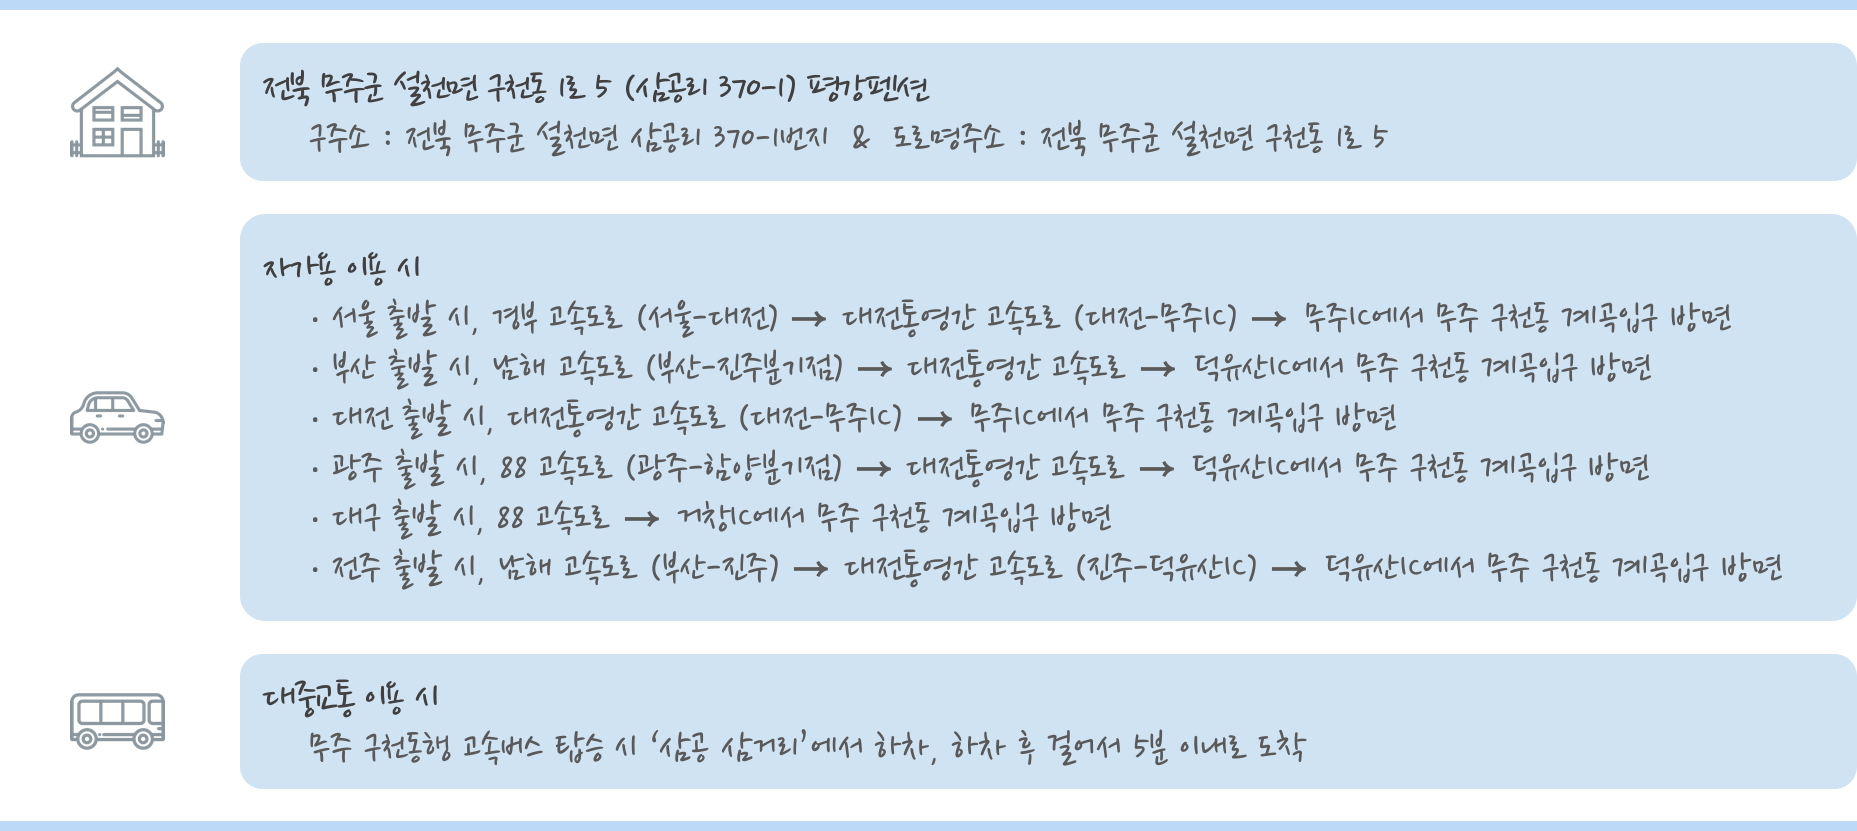 전북 무주군 설천면 구천동 1로 5 (삼공리 370-1) 평강펜션
구주소 : 전북 무주군 설천면 삼공리 370-1번지 & 도로명주소 : 전북 무주군 설천면 구천동 1로 5
자가용 이용 시
· 서울 출발 시, 경부 고속도로 (서울-대전) → 대전통영간 고속도로 (대전-무주IC) → 무주IC에서 무주 구천동 계곡입구 방면
· 부산 출발 시, 남해 고속도로 (부산-진주분기점) → 대전통영간 고속도로 → 덕유산IC에서 무주 구천동 계곡입구 방면
· 대전 출발 시, 대전통영간 고속도로 (대전-무주IC) → 무주IC에서 무주 구천동 계곡입구 방면
· 광주 출발 시, 88 고속도로 (광주-함양분기점) → 대전통영간 고속도로 → 덕유산IC에서 무주 구천동 계곡입구 방면
· 대구 출발 시, 88 고속도로 → 거창IC에서 무주 구천동 계곡입구 방면
· 전주 출발 시, 남해 고속도로 (부산-진주) → 대전통영간 고속도로 (진주-덕유산IC) → 덕유산IC에서 무주 구천동 계곡입구 방면
대중교통 이용 시
무주 구천동행 고속버스 탑승 시 ‘삼공 삼거리’에서 하차, 하차 후 걸어서 5분 이내로 도착